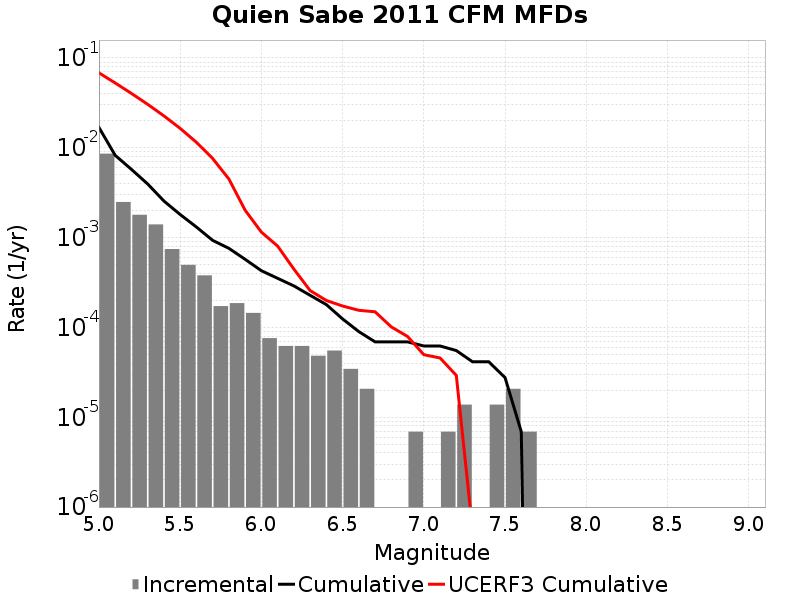 Quien Sabe 2011 CFM MFDs
Rate (1/yr)
10^-1
10^-2
10^-3
10^-4
10^-5
10^-6
5.0 5.5 6.0 6.5 7.0 7.5 8.0 8.5 9.0
Magnitude
Incremental Cumulative UCERF3 Cumulative